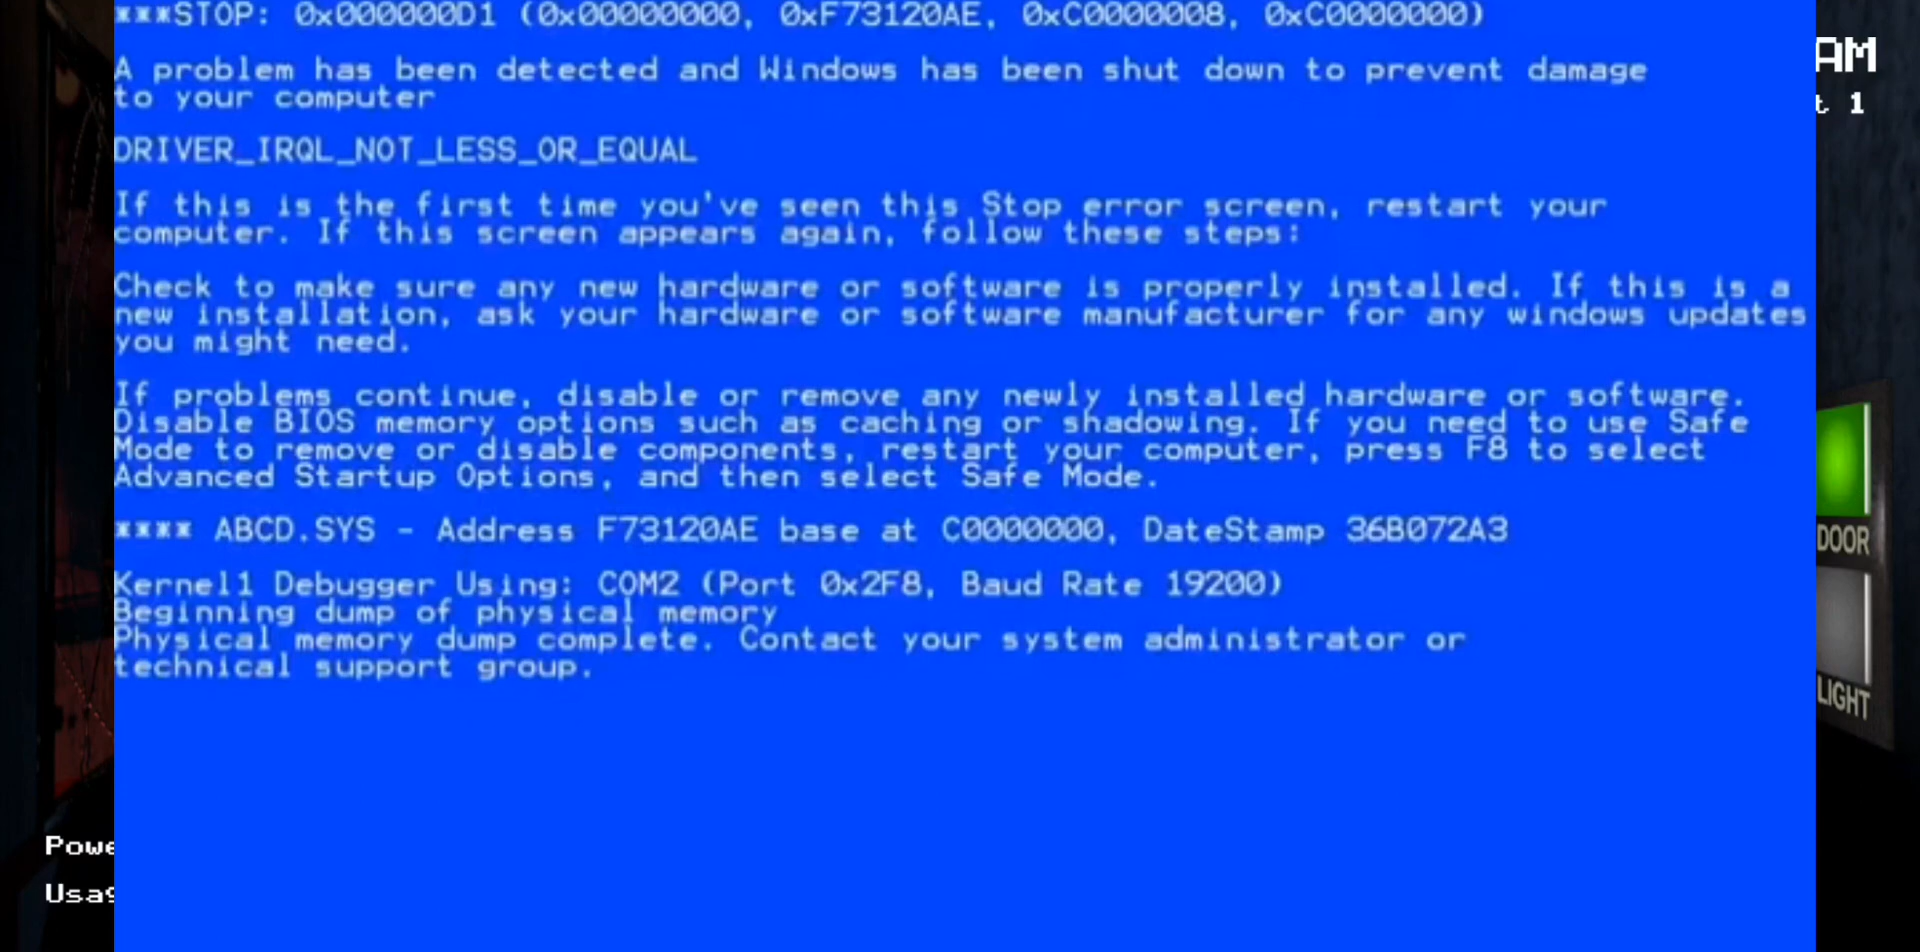 ***STOP: 0x000000D1 (0x00000000, 0xF73120AE, 0xC0000008, 0xC0000000)
AM
A problem has been detected and Windows has been shut down to prevent damage
to your computer
t 1
DRIVER_IRQL_NOT_LESS_OR_EQUAL
If this is the first time you've seen this Stop error screen, restart your
computer. If this screen appears again, follow these steps:
Check to make sure any new hardware or software is properly installed. If this is a
new installation, ask your hardware or software manufacturer for any windows updates
you might need.
If problems continue, disable or remove any newly installed hardware or software.
Disable BIOS memory options such as caching or shadowing. If you need to use Safe
Mode to remove or disable components, restart your computer, press F8 to select
Advanced Startup Options, and then select Safe Mode.
**** ABCD.SYS - Address F73120AE base at C0000000, DateStamp 36B072A3
DOOR
Kernel1 Debugger Using: COM2 (Port 0x2F8, Baud Rate 19200)
Beginning dump of physical memory
Physical memory dump complete. Contact your system administrator or
technical support group.
LIGHT
Powe
Usag